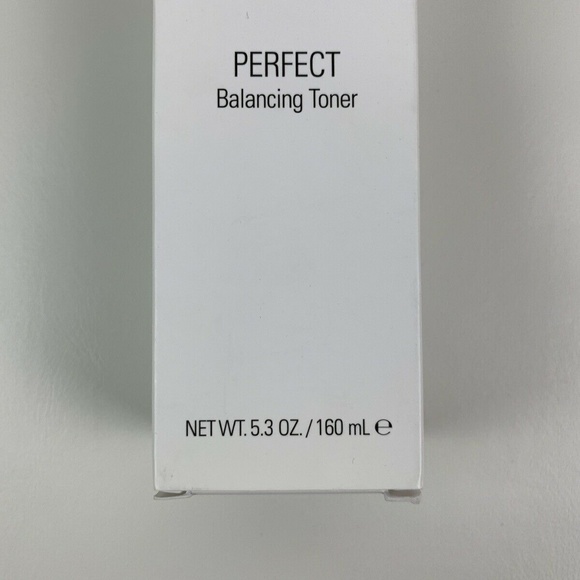 PERFECT
Balancing Toner
NET WT. 5.3 OZ. / 160 mL ℮